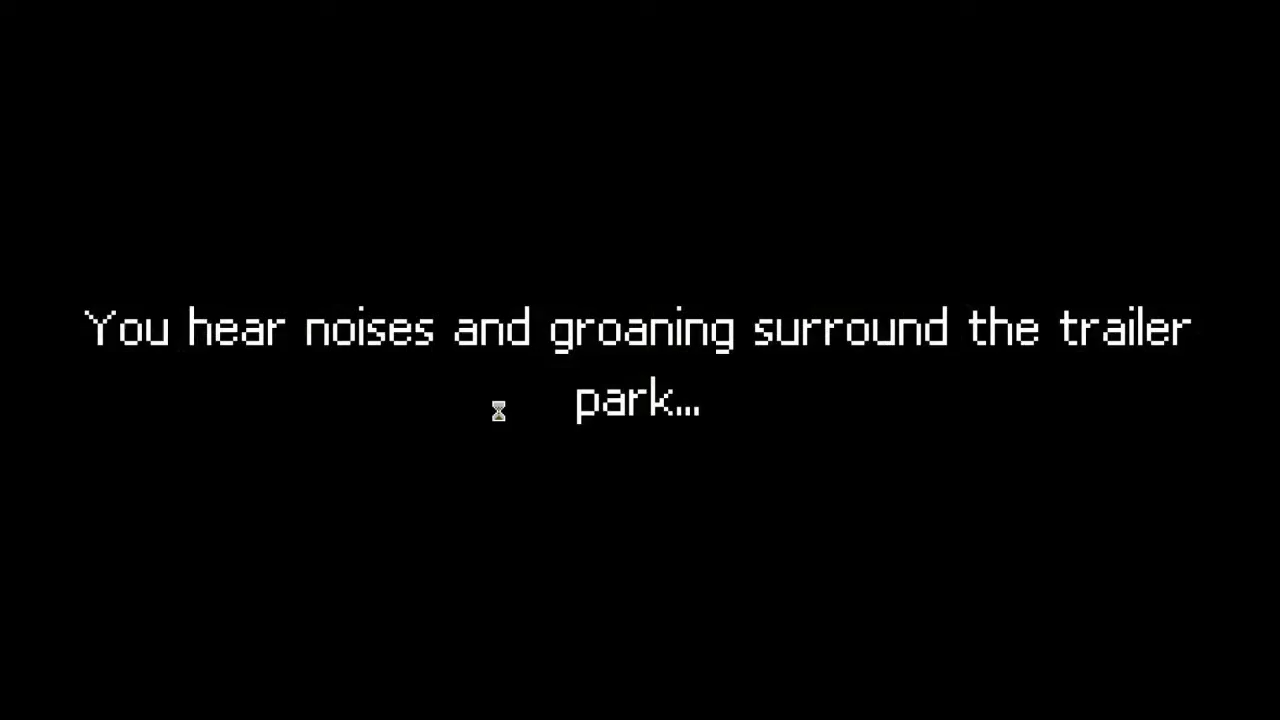 You hear noises and groaning surround the trailer
park...